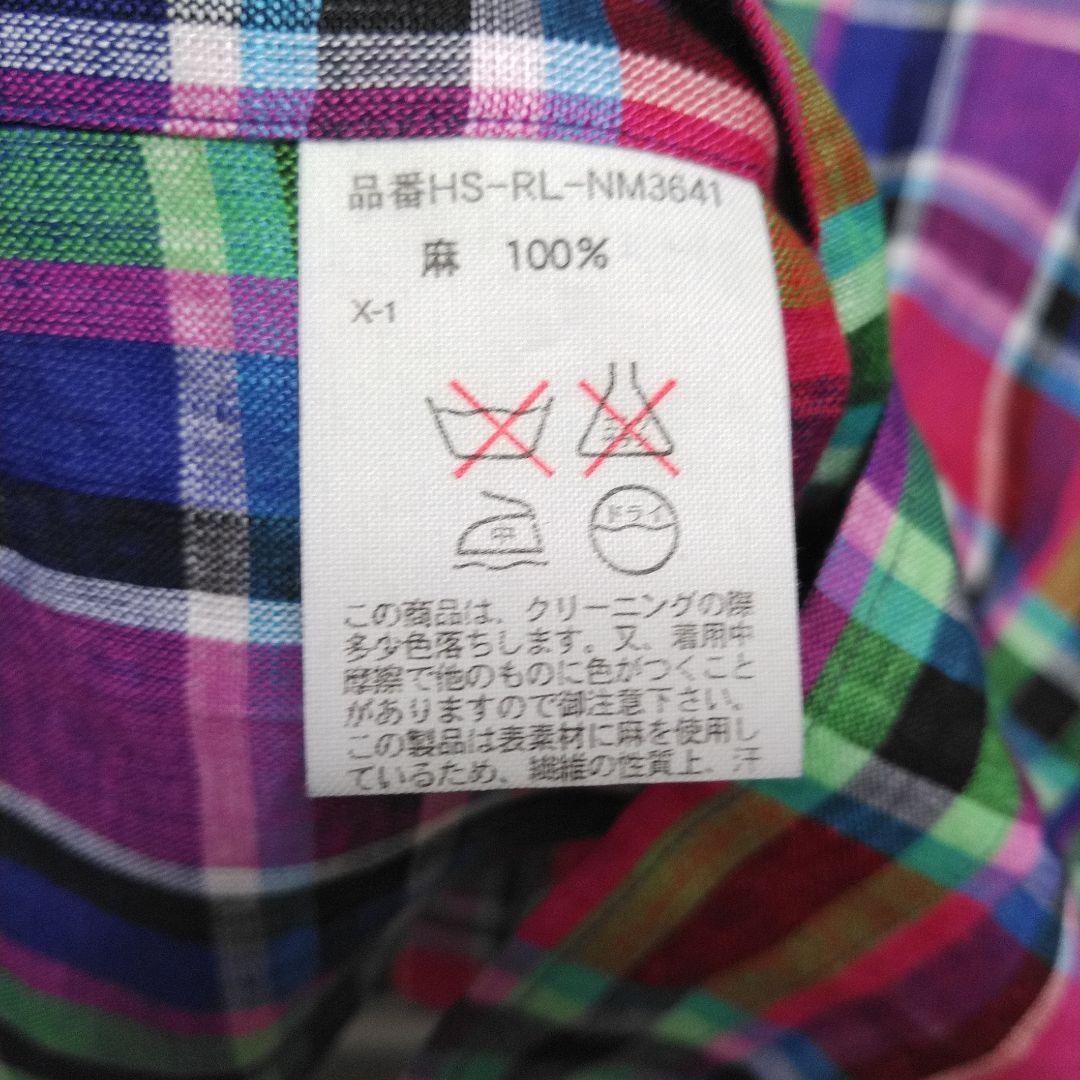 品番HS-RL-NM3641
麻 100%
X-1
中
ドライ
この商品は、クリーニングの際
多少色落ちします。又、着用中
摩擦で他のものに色がつくこと
がありますので御注意下さい。
この製品は表素材に麻を使用し
ているため、繊維の性質上、汗